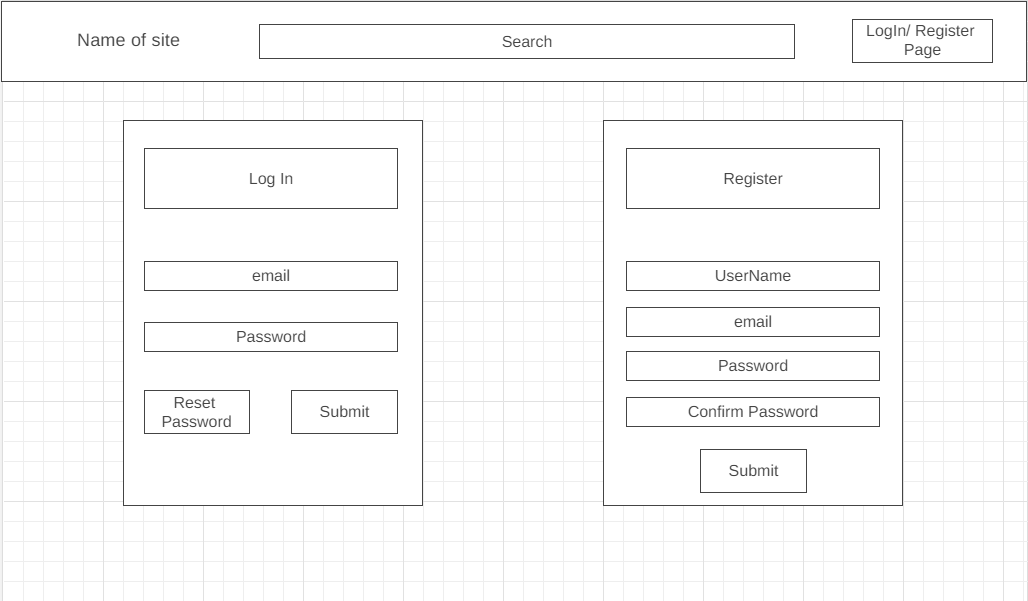 Name of site
Search
LogIn/ Register
Page
Log In
email
Password
Reset
Password
Submit
Register
UserName
email
Password
Confirm Password
Submit